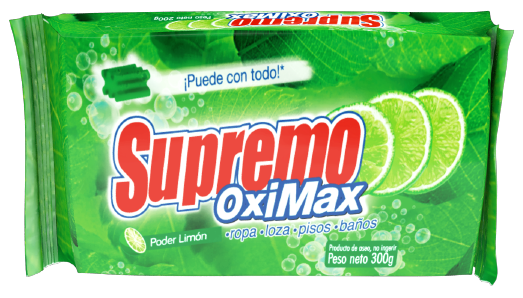 Supremo
OxiMax
Peso neto
200g
¡Puede con todo!*
Supremo
OxiMax
•ropa •loza •pisos •baños
Poder Limón
Producto de aseo, no ingerir
Peso neto 300g